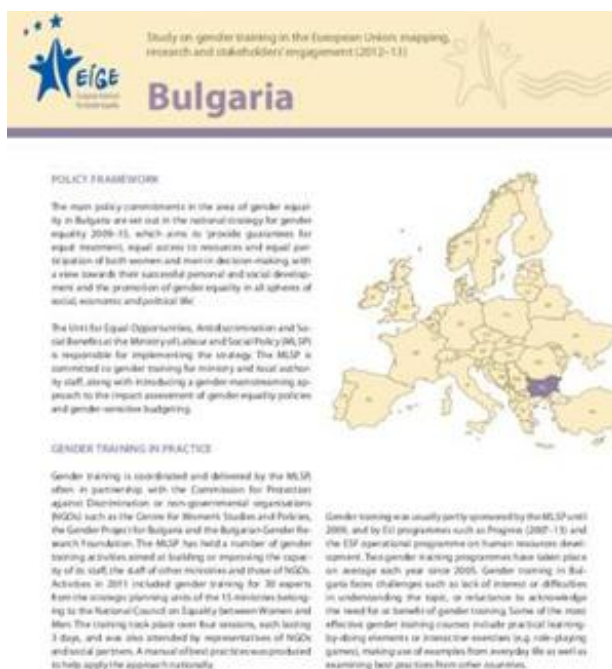 Study on gender training in the European Union: mapping,
research and stakeholders' engagement (2012–13)
EIGE
European Institute
for Gender Equality
Bulgaria
POLICY FRAMEWORK
The main policy commitments in the area of gender equal-
ity in Bulgaria are set out in the national strategy for gender
equality 2009–15, which aims to 'provide guarantees for
equal treatment, equal access to resources and equal par-
ticipation of both women and men in decision-making, with
a view towards their successful personal and social develop-
ment and the promotion of gender equality in all spheres of
social, economic and political life'.
The Unit for Equal Opportunities, Antidiscrimination and So-
cial Benefits at the Ministry of Labour and Social Policy (MLSP)
is responsible for implementing the strategy. The MLSP is
committed to gender training for ministry and local author-
ity staff, along with introducing a gender mainstreaming ap-
proach to the impact assessment of gender equality policies
and gender-sensitive budgeting.
GENDER TRAINING IN PRACTICE
Gender training is coordinated and delivered by the MLSP,
often in partnership with the Commission for Protection
against Discrimination or non-governmental organisations
(NGOs) such as the Centre for Women's Studies and Policies,
the Gender Project for Bulgaria and the Bulgarian Gender Re-
search Foundation. The MLSP has held a number of gender
training activities aimed at building or improving the capac-
ity of its staff, the staff of other ministries and those of NGOs.
Activities in 2011 included gender training for 30 experts
from the strategic planning units of the 15 ministries belong-
ing to the National Council on Equality between Women and
Men. The training took place over four sessions, each lasting
3 days, and was also attended by representatives of NGOs
and social partners. A manual of best practices was produced
to help apply the approach nationally.
Gender training was usually partly sponsored by the MLSP until
2009, and by EU programmes such as Progress (2007–13) and
the ESF operational programme on human resources devel-
opment. Two gender training programmes have taken place
on average each year since 2005. Gender training in Bul-
garia faces challenges such as lack of interest or difficulties
in understanding the topic, or reluctance to acknowledge
the need for or benefit of gender training. Some of the most
effective gender training courses include practical learning-
by-doing elements or interactive exercises (e.g. role-playing
games), making use of examples from everyday life as well as
examining best practices from other countries.